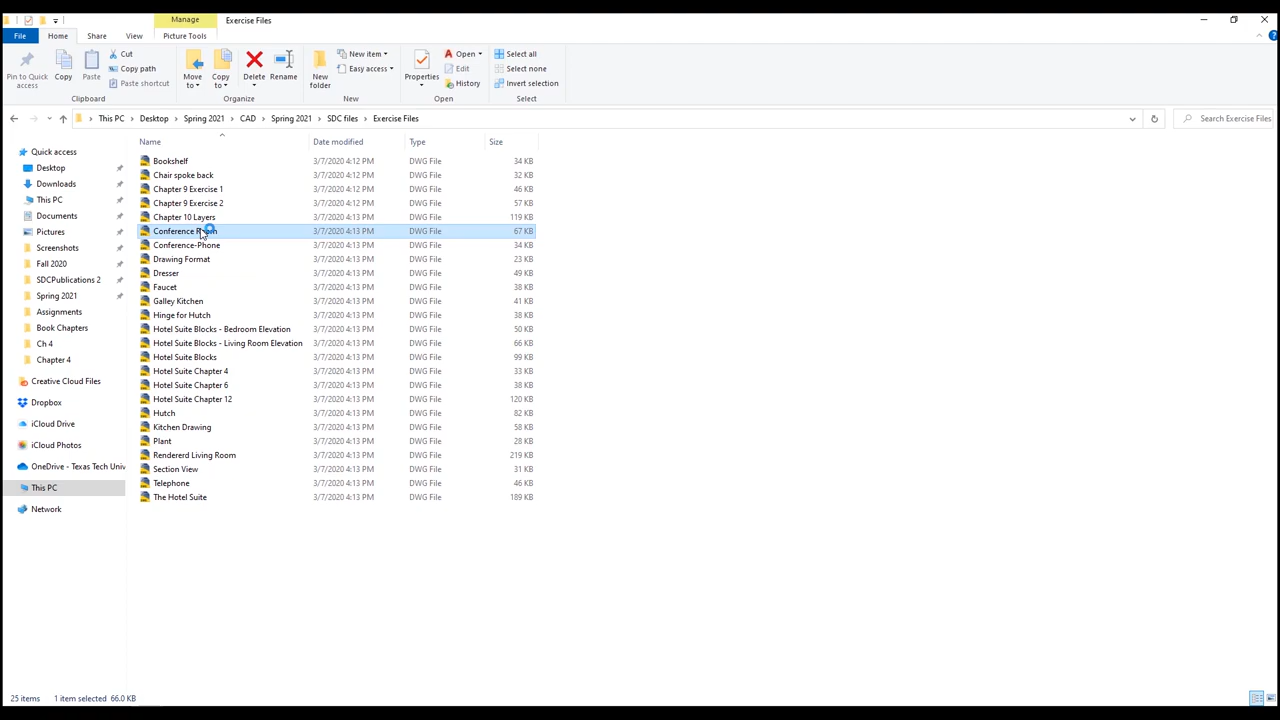 Manage
Exercise Files
File
Home
Share
View
Picture Tools
Pin to Quick access
Copy
Paste
Cut
Copy path
Paste shortcut
Clipboard
Move to
Copy to
Delete
Rename
Organize
New folder
New item
Easy access
New
Properties
Open
Edit
History
Open
Select all
Select none
Invert selection
Select
This PC > Desktop > Spring 2021 > CAD > Spring 2021 > SDC files > Exercise Files
Search Exercise Files
Name Date modified Type Size
Quick access
Desktop
Downloads
This PC
Documents
Pictures
Screenshots
Fall 2020
SDCPublications 2
Spring 2021
Assignments
Book Chapters
Ch 4
Chapter 4
Creative Cloud Files
Dropbox
iCloud Drive
iCloud Photos
OneDrive - Texas Tech Univ
This PC
Network
Bookshelf 3/7/2020 4:12 PM DWG File 34 KB
Chair spoke back 3/7/2020 4:12 PM DWG File 32 KB
Chapter 9 Exercise 1 3/7/2020 4:12 PM DWG File 46 KB
Chapter 9 Exercise 2 3/7/2020 4:12 PM DWG File 57 KB
Chapter 10 Layers 3/7/2020 4:13 PM DWG File 119 KB
Conference 3/7/2020 4:13 PM DWG File 67 KB
Conference-Phone 3/7/2020 4:13 PM DWG File 34 KB
Drawing Format 3/7/2020 4:13 PM DWG File 23 KB
Dresser 3/7/2020 4:13 PM DWG File 49 KB
Faucet 3/7/2020 4:13 PM DWG File 38 KB
Galley Kitchen 3/7/2020 4:13 PM DWG File 41 KB
Hinge for Hutch 3/7/2020 4:13 PM DWG File 38 KB
Hotel Suite Blocks - Bedroom Elevation 3/7/2020 4:13 PM DWG File 50 KB
Hotel Suite Blocks - Living Room Elevation 3/7/2020 4:13 PM DWG File 66 KB
Hotel Suite Blocks 3/7/2020 4:13 PM DWG File 99 KB
Hotel Suite Chapter 4 3/7/2020 4:13 PM DWG File 33 KB
Hotel Suite Chapter 6 3/7/2020 4:13 PM DWG File 38 KB
Hotel Suite Chapter 12 3/7/2020 4:13 PM DWG File 120 KB
Hutch 3/7/2020 4:13 PM DWG File 82 KB
Kitchen Drawing 3/7/2020 4:13 PM DWG File 58 KB
Plant 3/7/2020 4:13 PM DWG File 28 KB
Rendererd Living Room 3/7/2020 4:13 PM DWG File 219 KB
Section View 3/7/2020 4:13 PM DWG File 31 KB
Telephone 3/7/2020 4:13 PM DWG File 46 KB
The Hotel Suite 3/7/2020 4:13 PM DWG File 189 KB
25 items 1 item selected 66.0 KB